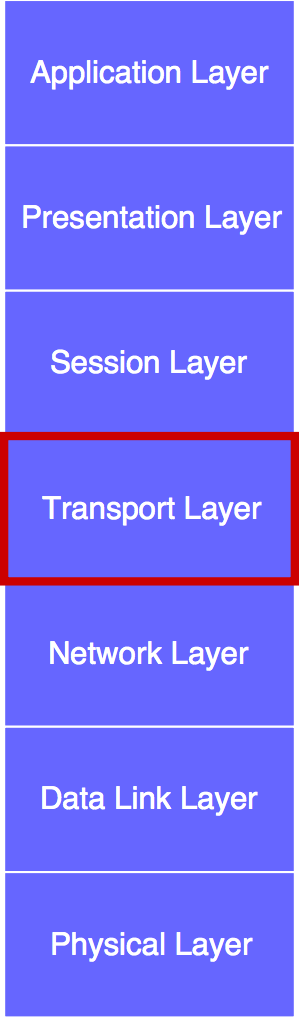 Application Layer
Presentation Layer
Session Layer
Transport Layer
Network Layer
Data Link Layer
Physical Layer